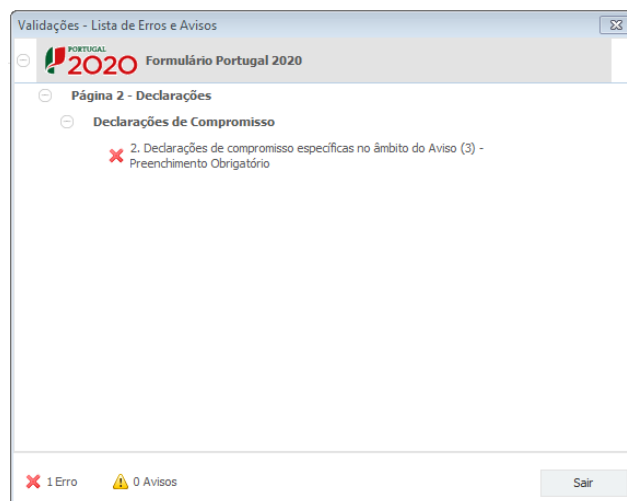 Validações - Lista de Erros e Avisos
PORTUGAL
2020 Formulário Portugal 2020
Página 2 - Declarações
Declarações de Compromisso
2. Declarações de compromisso específicas no âmbito do Aviso (3) -
Preenchimento Obrigatório
1 Erro 0 Avisos Sair